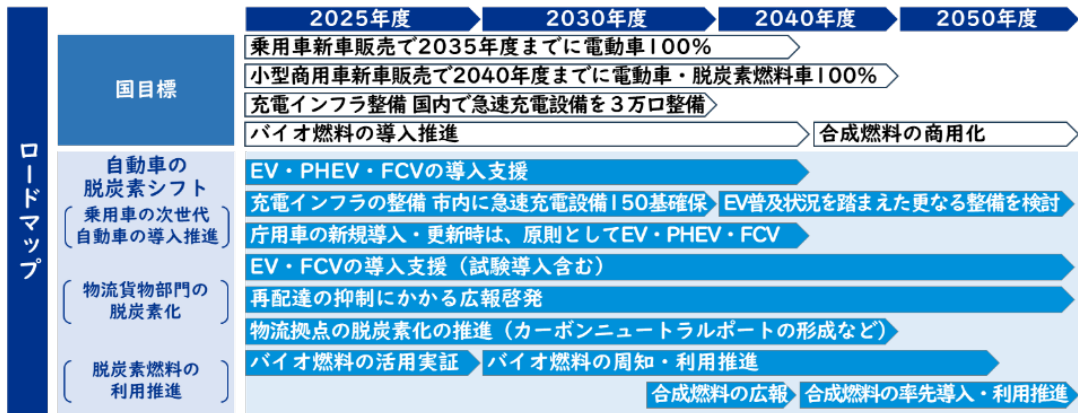 2025年度 2030年度 2040年度 2050年度
ロードマップ
国目標
乗用車新車販売で2035年度までに電動車100%
小型商用車新車販売で2040年度までに電動車・脱炭素燃料車100%
充電インフラ整備 国内で急速充電設備を3万口整備
バイオ燃料の導入推進 合成燃料の商用化
自動車の
脱炭素シフト
乗用車の次世代
自動車の導入推進
EV・PHEV・FCVの導入支援
充電インフラの整備 市内に急速充電設備150基確保 EV普及状況を踏まえた更なる整備を検討
庁用車の新規導入・更新時は、原則としてEV・PHEV・FCV
物流貨物部門の
脱炭素化
EV・FCVの導入支援（試験導入含む）
再配達の抑制にかかる広報啓発
物流拠点の脱炭素化の推進（カーボンニュートラルポートの形成など）
脱炭素燃料の
利用推進
バイオ燃料の活用実証 バイオ燃料の周知・利用推進
合成燃料の広報 合成燃料の率先導入・利用推進